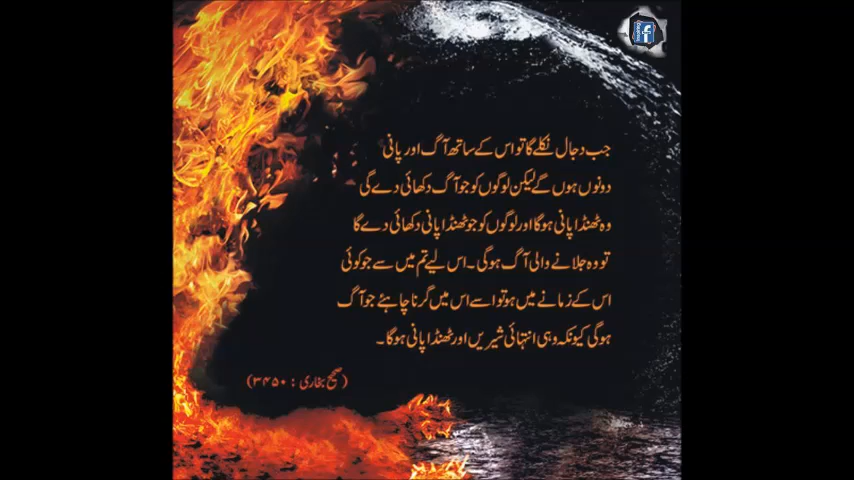 جب دجال نکلے گا تو اس کے ساتھ آگ اور پانی
دونوں ہوں گے لیکن لوگوں کو جو آگ دکھائی دے گی
وہ ٹھنڈا پانی ہوگا اور لوگوں کو جو ٹھنڈا پانی دکھائی دے گا
تو وہ جلانے والی آگ ہوگی۔ اس لیے تم میں سے جو کوئی
اس کے زمانے میں ہو تو اسے اس میں گرنا چاہئے جو آگ
ہوگی کیونکہ وہی انتہائی شیریں اور ٹھنڈا پانی ہوگا۔
(صحیح بخاری : ۳۴۵۰)